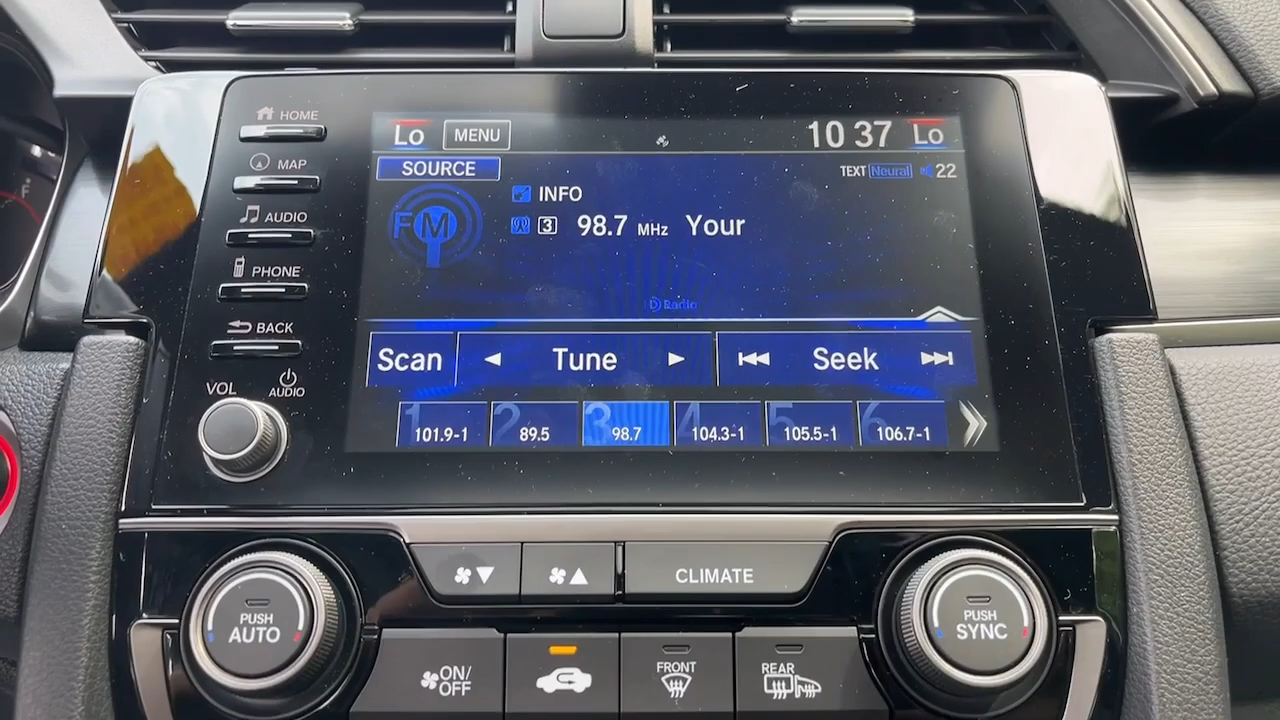 HOME
MAP
AUDIO
PHONE
BACK
VOL
AUDIO
Lo MENU 10 37 Lo
SOURCE TEXT Neural 22
FM
INFO
3 98.7 MHz Your
Radio
Scan Tune Seek
1 2 3 4 5 6
101.9-1 89.5 98.7 104.3-1 105.5-1 106.7-1
CLIMATE
PUSH
AUTO
PUSH
SYNC
ON/
OFF
FRONT
REAR
F